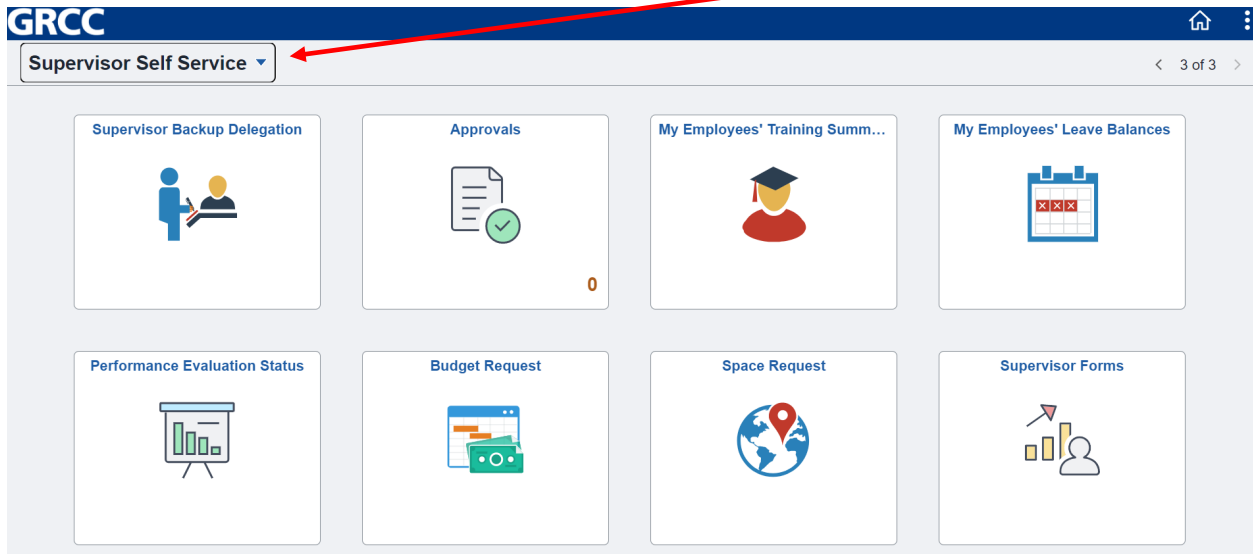 GRCC
Supervisor Self Service
3 of 3
Supervisor Backup Delegation
Approvals
My Employees' Training Summ...
My Employees' Leave Balances
0
Performance Evaluation Status
Budget Request
Space Request
Supervisor Forms